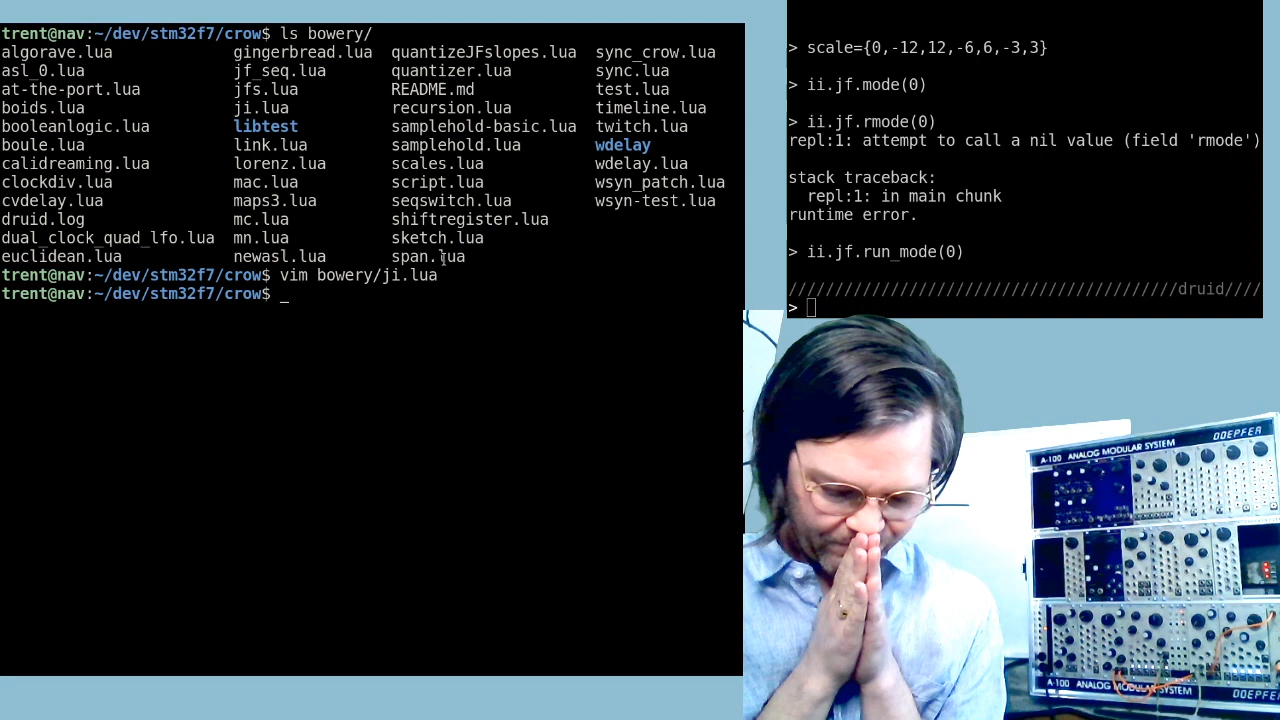 trent@nav:~/dev/stm32f7/crow$ ls bowery/
algorave.lua gingerbread.lua quantizeJFslopes.lua sync_crow.lua
asl_0.lua jf_seq.lua quantizer.lua sync.lua
at-the-port.lua jfs.lua README.md test.lua
boids.lua ji.lua recursion.lua timeline.lua
booleanlogic.lua libtest samplehold-basic.lua twitch.lua
boule.lua link.lua samplehold.lua wdelay
calidreaming.lua lorenz.lua scales.lua wdelay.lua
clockdiv.lua mac.lua script.lua wsyn_patch.lua
cvdelay.lua maps3.lua seqswitch.lua wsyn-test.lua
druid.log mc.lua shiftregister.lua
dual_clock_quad_lfo.lua mn.lua sketch.lua
euclidean.lua newasl.lua span.lua
trent@nav:~/dev/stm32f7/crow$ vim bowery/ji.lua
trent@nav:~/dev/stm32f7/crow$ _
> scale={0,-12,12,-6,6,-3,3}
> ii.jf.mode(0)
> ii.jf.rmode(0)
repl:1: attempt to call a nil value (field 'rmode')
stack traceback:
repl:1: in main chunk
runtime error.
> ii.jf.run_mode(0)
//////////////////////////////////////////druid////
>
A-100 ANALOG MODULAR SYSTEM DOEPFER
A-100 ANALOG MODULAR SYSTEM DOEPFER